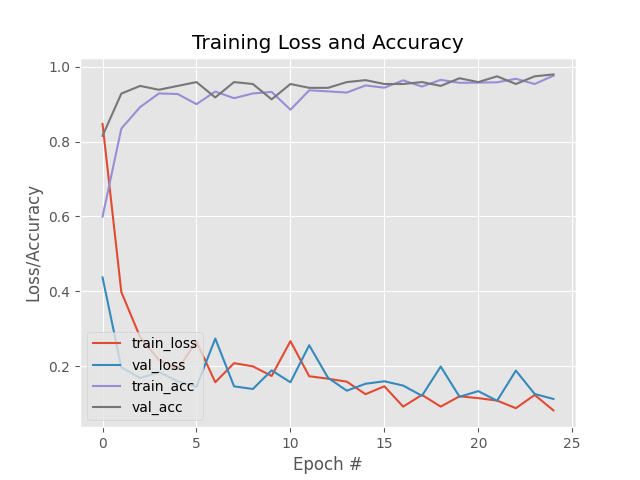 Training Loss and Accuracy
1.0
0.8
0.6
0.4
0.2
Loss/Accuracy
train_loss
val_loss
train_acc
val_acc
0 5 10 15 20 25
Epoch #